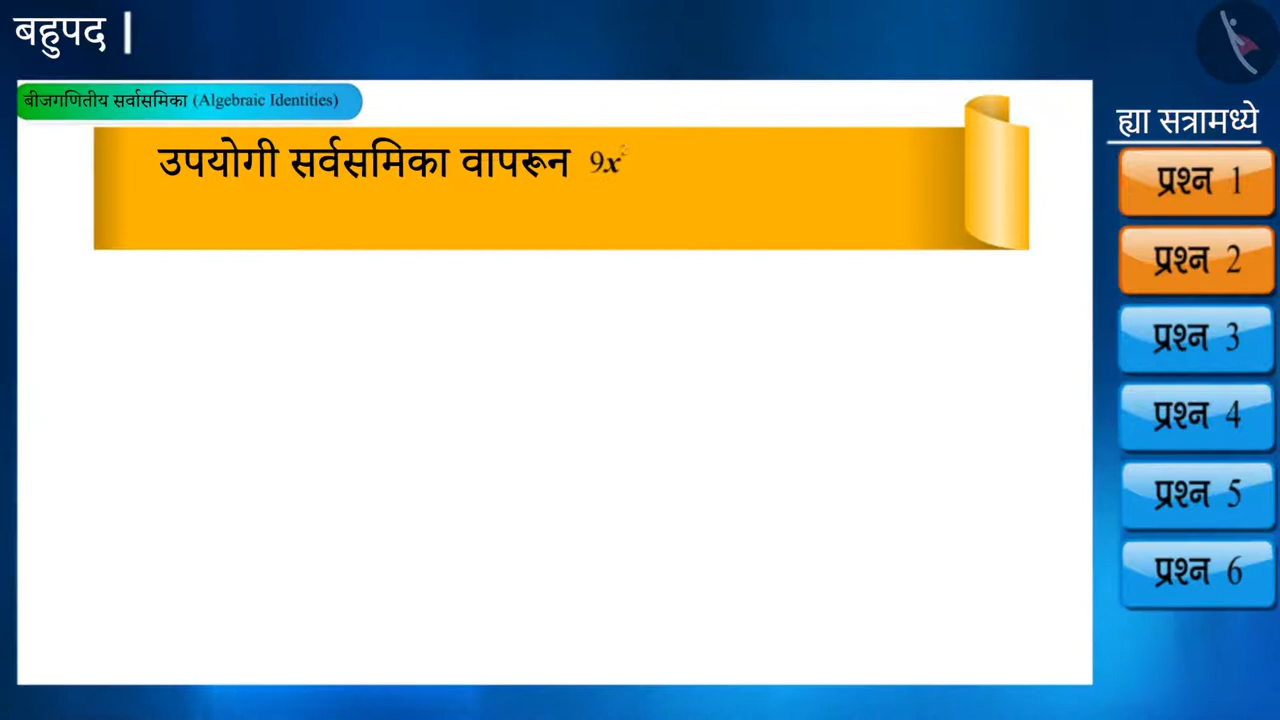 बहुपद |
बीजगणितीय सर्वासमिका (Algebraic Identities)
उपयोगी सर्वसमिका वापरून 9x²
ह्या सत्रामध्ये
प्रश्न 1
प्रश्न 2
प्रश्न 3
प्रश्न 4
प्रश्न 5
प्रश्न 6